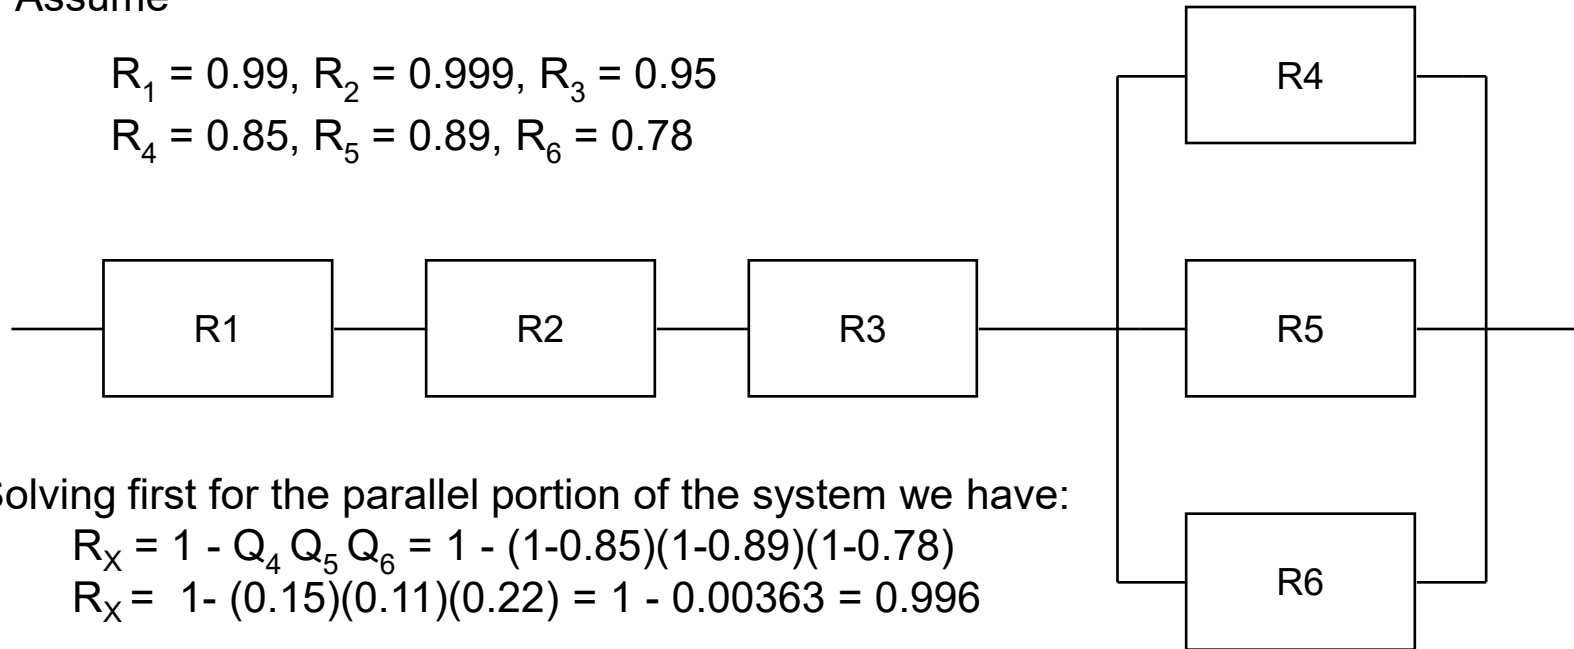 Assume
R₁ = 0.99, R₂ = 0.999, R₃ = 0.95
R₄ = 0.85, R₅ = 0.89, R₆ = 0.78
R4
R1
R2
R3
R5
Solving first for the parallel portion of the system we have:
Rₓ = 1 - Q₄ Q₅ Q₆ = 1 - (1-0.85)(1-0.89)(1-0.78)
Rₓ = 1- (0.15)(0.11)(0.22) = 1 - 0.00363 = 0.996
R6